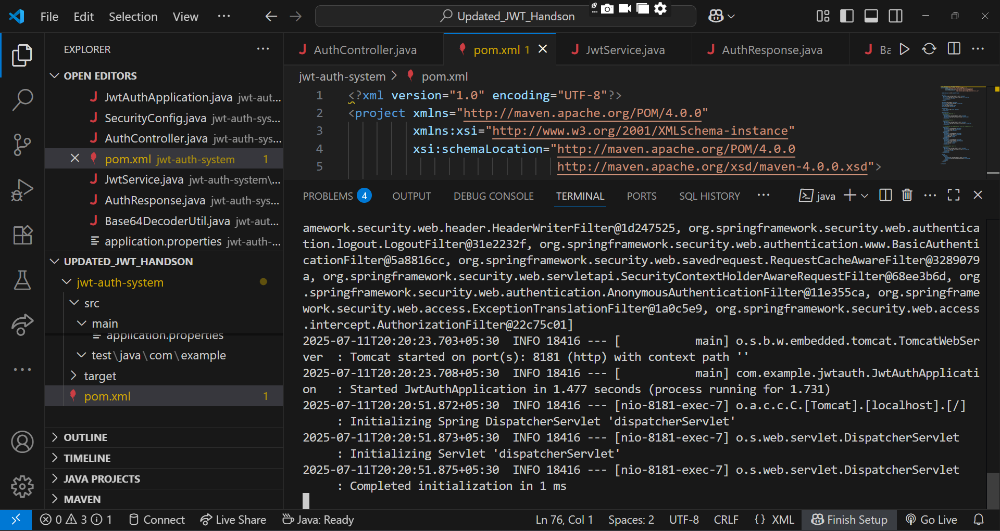 File Edit Selection View ···
Updated_JWT_Handson
EXPLORER
OPEN EDITORS
JwtAuthApplication.java jwt-aut...
SecurityConfig.java jwt-auth-sys...
AuthController.java jwt-auth-sys...
pom.xml jwt-auth-system 1
JwtService.java jwt-auth-system\...
AuthResponse.java jwt-auth-sys...
Base64DecoderUtil.java jwt-aut...
application.properties jwt-auth-...
UPDATED_JWT_HANDSON
jwt-auth-system
src
main
application.properties
test\java\com\example
target
pom.xml 1
OUTLINE
TIMELINE
JAVA PROJECTS
MAVEN
AuthController.java pom.xml 1 JwtService.java AuthResponse.java Ba
jwt-auth-system > pom.xml
1 <?xml version="1.0" encoding="UTF-8"?>
2 <project xmlns="http://maven.apache.org/POM/4.0.0"
3 xmlns:xsi="http://www.w3.org/2001/XMLSchema-instance"
4 xsi:schemaLocation="http://maven.apache.org/POM/4.0.0
5 http://maven.apache.org/xsd/maven-4.0.0.xsd">
PROBLEMS 4 OUTPUT DEBUG CONSOLE TERMINAL PORTS SQL HISTORY ··· java
amework.security.web.header.HeaderWriterFilter@1d247525, org.springframework.security.web.authentica
tion.logout.LogoutFilter@31e2232f, org.springframework.security.web.authentication.www.BasicAuthenti
cationFilter@5a8816cc, org.springframework.security.web.savedrequest.RequestCacheAwareFilter@3289079
a, org.springframework.security.web.servletapi.SecurityContextHolderAwareRequestFilter@68ee3b6d, org
.springframework.security.web.authentication.AnonymousAuthenticationFilter@11e355ca, org.springframe
work.security.web.access.ExceptionTranslationFilter@1a0c5e9, org.springframework.security.web.access
.intercept.AuthorizationFilter@22c75c01]
2025-07-11T20:20:23.703+05:30  INFO 18416 --- [           main] o.s.b.w.embedded.tomcat.TomcatWebSer
ver  : Tomcat started on port(s): 8181 (http) with context path ''
2025-07-11T20:20:23.708+05:30  INFO 18416 --- [           main] com.example.jwtauth.JwtAuthApplicati
on   : Started JwtAuthApplication in 1.477 seconds (process running for 1.731)
2025-07-11T20:20:51.872+05:30  INFO 18416 --- [nio-8181-exec-7] o.a.c.c.C.[Tomcat].[localhost].[/]
: Initializing Spring DispatcherServlet 'dispatcherServlet'
2025-07-11T20:20:51.873+05:30  INFO 18416 --- [nio-8181-exec-7] o.s.web.servlet.DispatcherServlet
: Initializing Servlet 'dispatcherServlet'
2025-07-11T20:20:51.875+05:30  INFO 18416 --- [nio-8181-exec-7] o.s.web.servlet.DispatcherServlet
: Completed initialization in 1 ms
0 3 1 Connect Live Share Java: Ready Ln 76, Col 1 Spaces: 2 UTF-8 CRLF {} XML Finish Setup Go Live